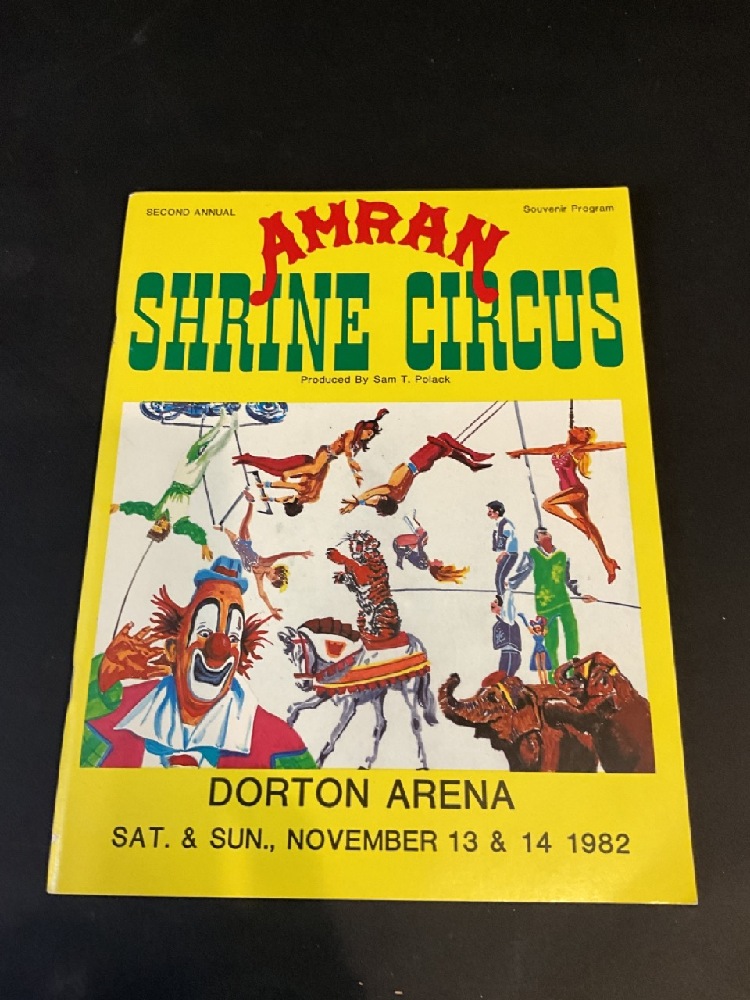 SECOND ANNUAL
Souvenir Program
AMRAN
SHRINE CIRCUS
Produced By Sam T. Polack
DORTON ARENA
SAT. & SUN., NOVEMBER 13 & 14 1982